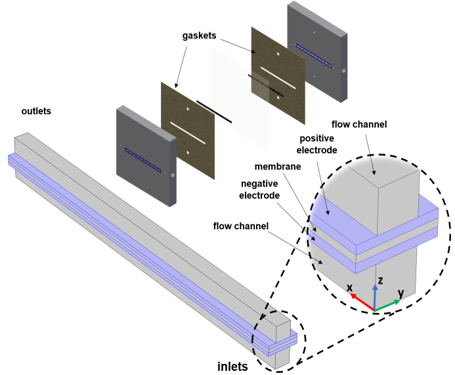 gaskets
outlets
flow channel
positive
electrode
membrane
negative
electrode
flow channel
z
x
y
inlets